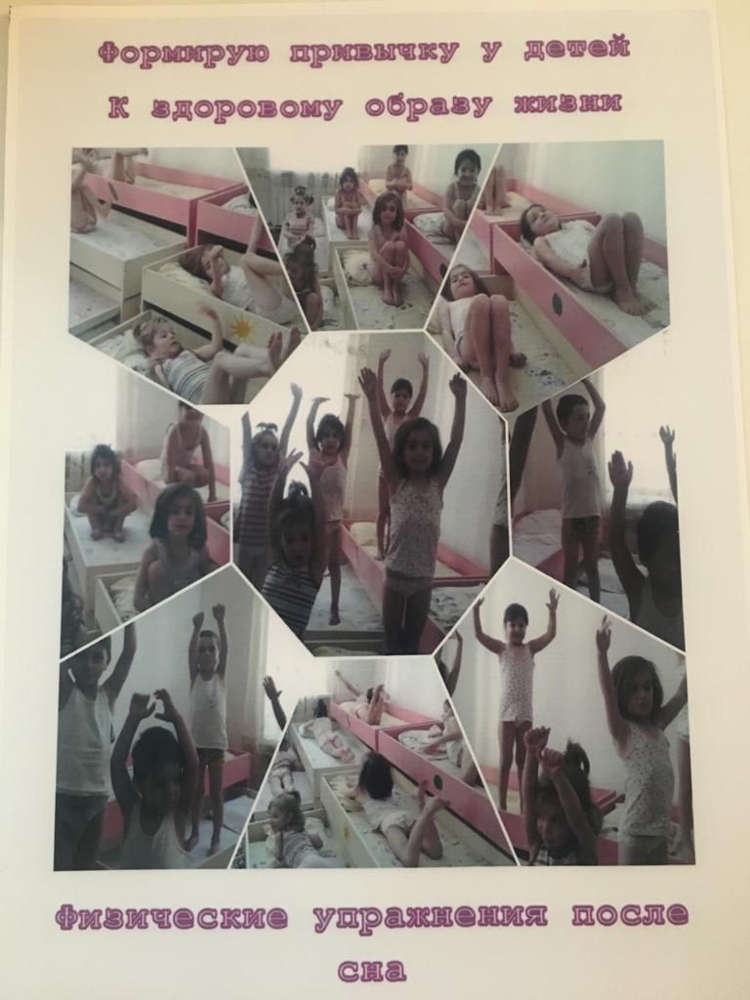 Формирую привычку у детей
К здоровому образу жизни
Физические упражнения после
сна